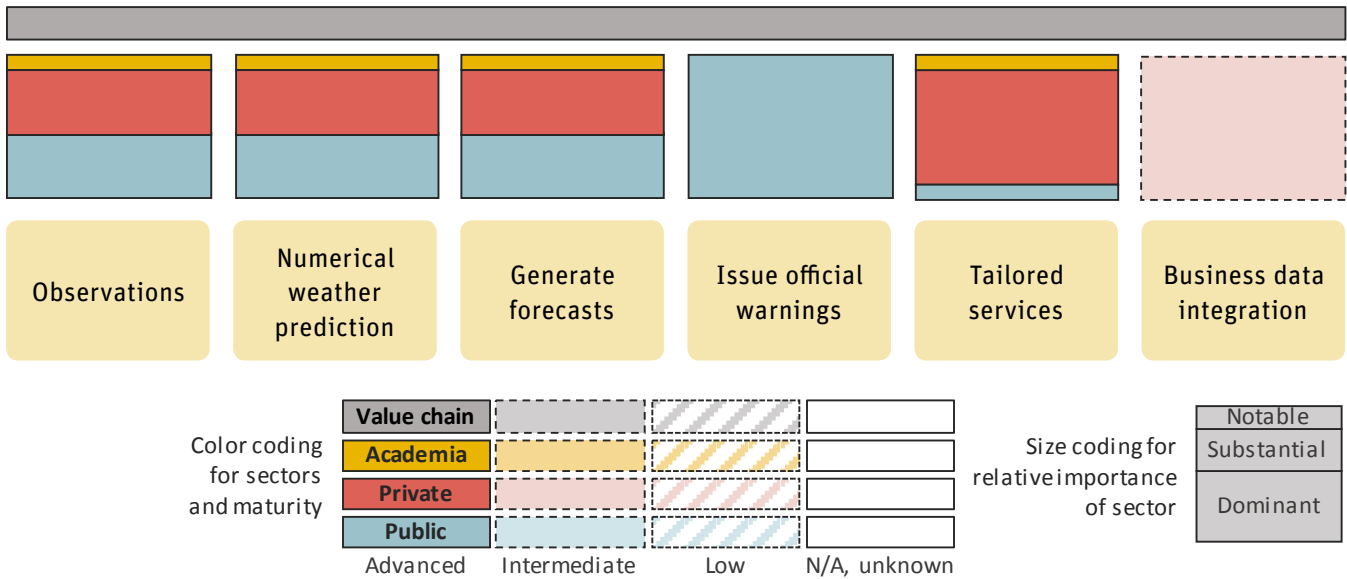 Observations
Numerical
weather
prediction
Generate
forecasts
Issue official
warnings
Tailored
services
Business data
integration
Color coding
for sectors
and maturity
Value chain
Academia
Private
Public
Advanced
Intermediate
Low
N/A, unknown
Size coding for
relative importance
of sector
Notable
Substantial
Dominant